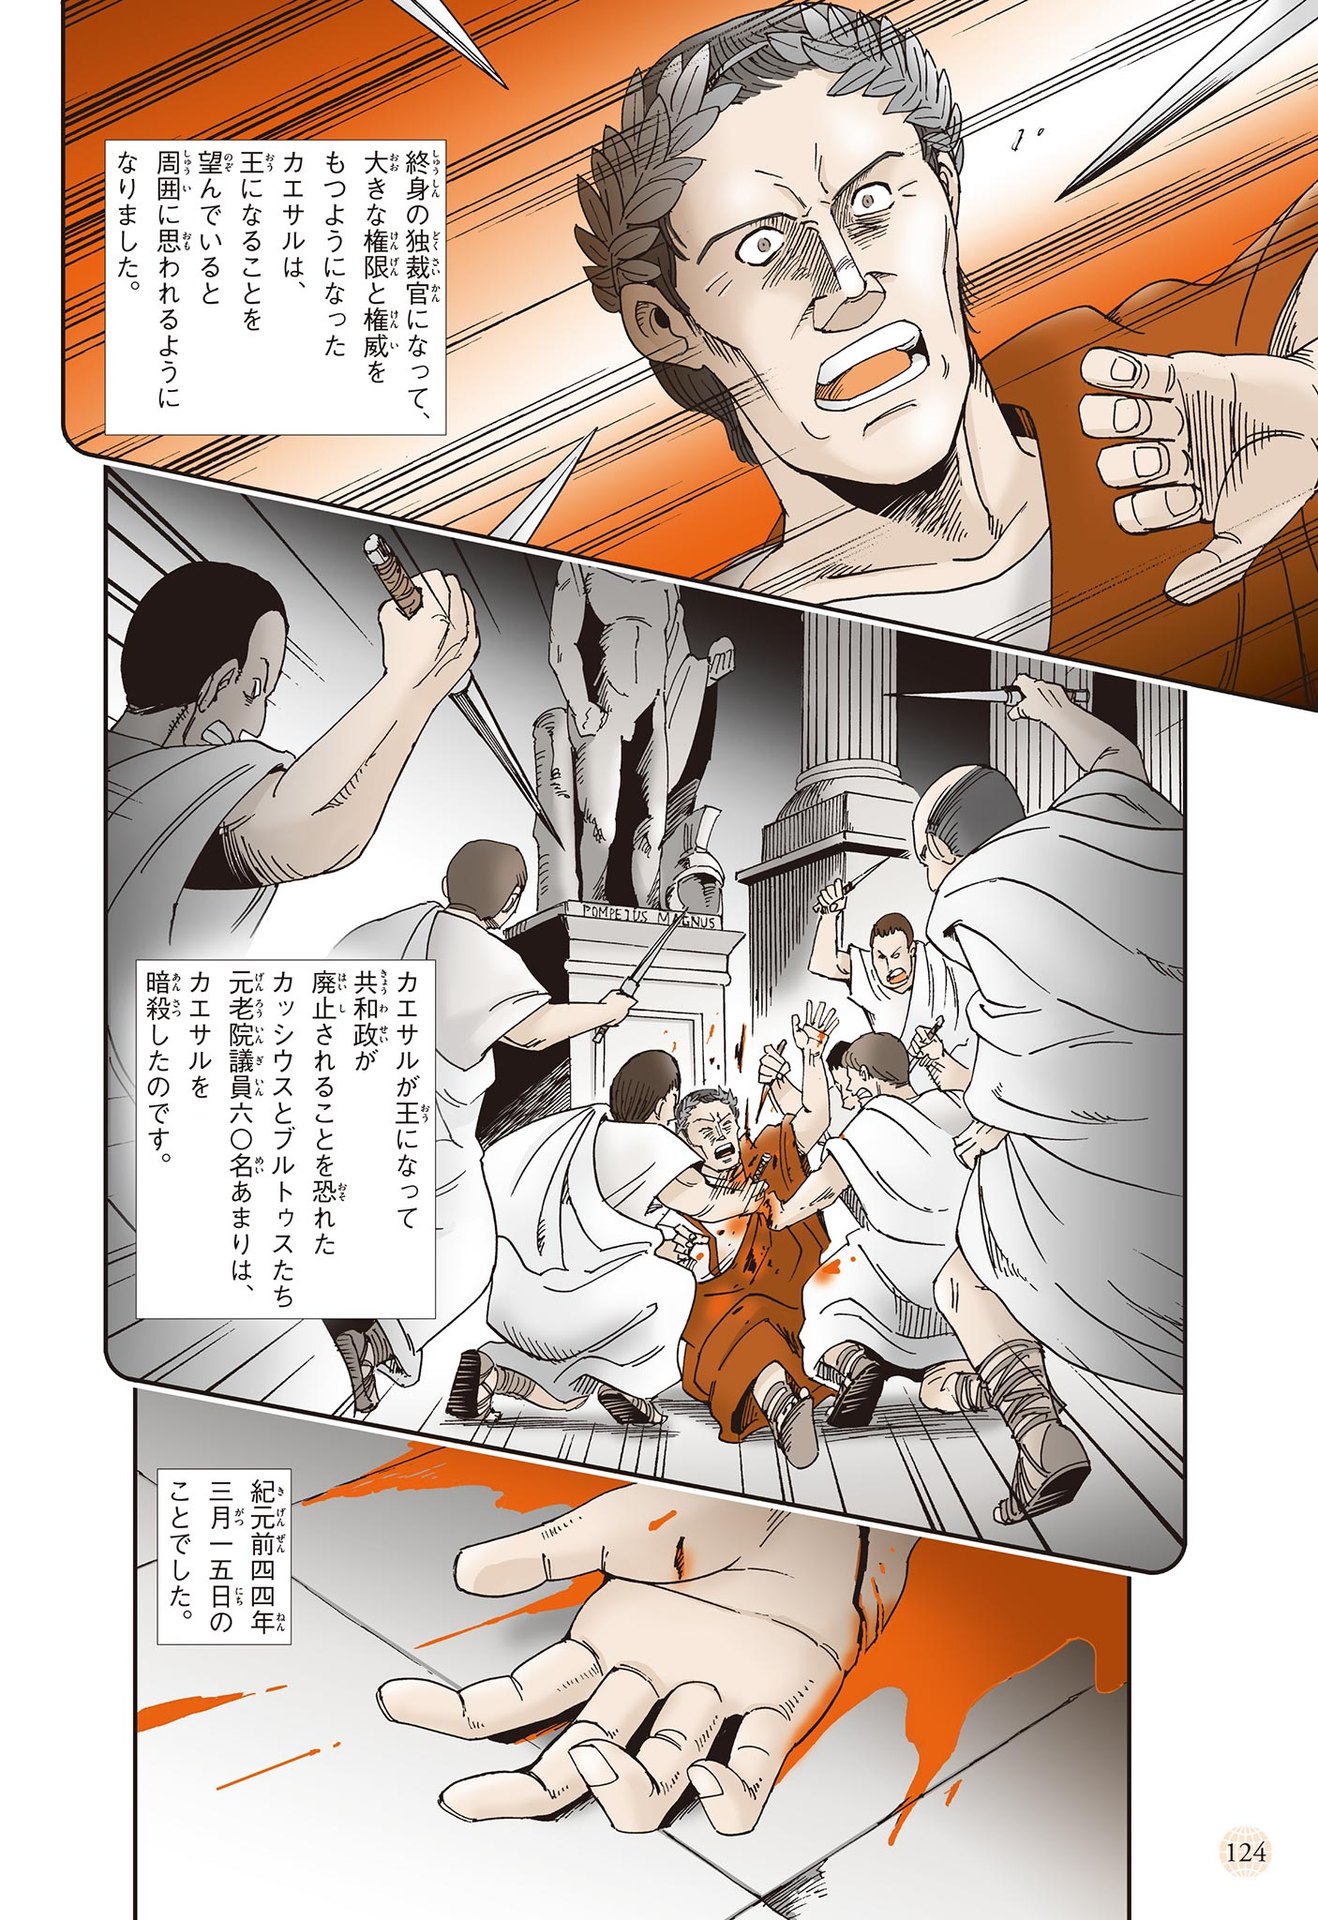 終身の独裁官になって、
大きな権限と権威を
もつようになった
カエサルは、
王になることを
望んでいると
周囲に思われるように
なりました。
POMPEIUS MAGNUS
カエサルが王になって
共和政が
廃止されることを恐れた
カッシウスとブルトゥスたち
元老院議員六〇名あまりは、
カエサルを
暗殺したのです。
紀元前四四年
三月一五日の
ことでした。
124